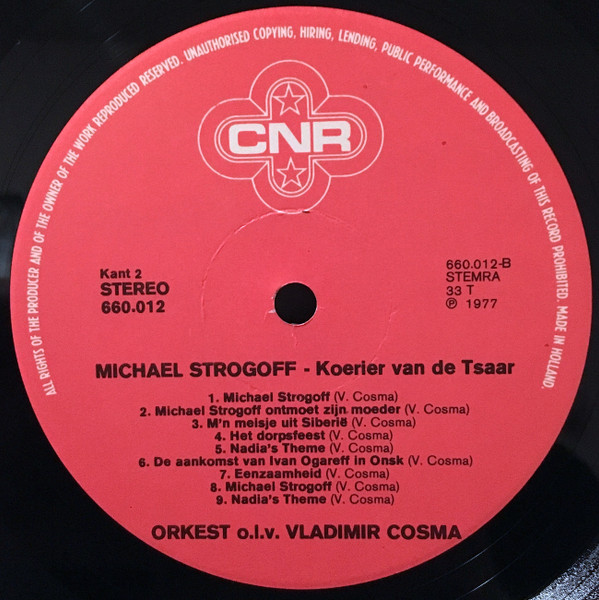 ALL RIGHTS OF THE PRODUCER AND OF THE OWNER OF THE WORK REPRODUCED RESERVED. UNAUTHORISED COPYING, HIRING, LENDING, PUBLIC PERFORMANCE AND BROADCASTING OF THIS RECORD PROHIBITED. MADE IN HOLLAND.
CNR
Kant 2
STEREO
660.012
660.012-B
STEMRA
33 T
℗ 1977
MICHAEL STROGOFF - Koerier van de Tsaar
1. Michael Strogoff (V. Cosma)
2. Michael Strogoff ontmoet zijn moeder (V. Cosma)
3. M'n meisje uit Siberië (V. Cosma)
4. Het dorpsfeest (V. Cosma)
5. Nadia's Theme (V. Cosma)
6. De aankomst van Ivan Ogareff in Onsk (V. Cosma)
7. Eenzaamheid (V. Cosma)
8. Michael Strogoff (V. Cosma)
9. Nadia's Theme (V. Cosma)
ORKEST o.l.v. VLADIMIR COSMA